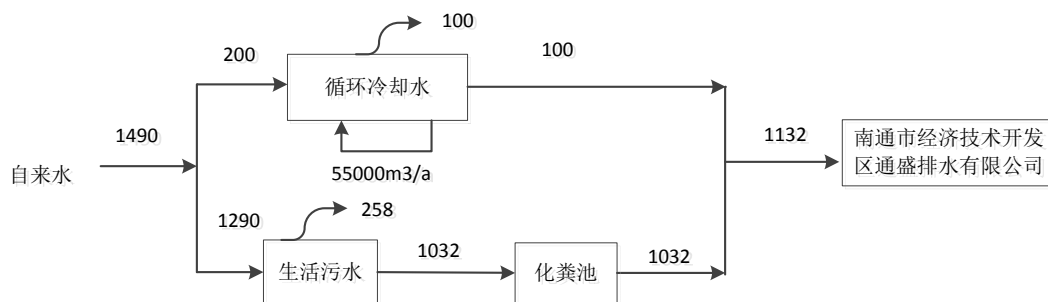 100
200
100
循环冷却水
1490
1132
南通市经济技术开发
区通盛排水有限公司
自来水
55000m3/a
1290
258
1032
1032
生活污水
化粪池